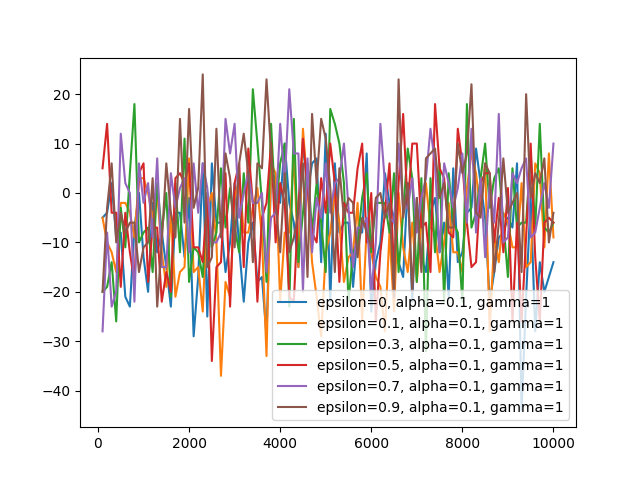 20
10
0
−10
−20
−30
−40
epsilon=0, alpha=0.1, gamma=1
epsilon=0.1, alpha=0.1, gamma=1
epsilon=0.3, alpha=0.1, gamma=1
epsilon=0.5, alpha=0.1, gamma=1
epsilon=0.7, alpha=0.1, gamma=1
epsilon=0.9, alpha=0.1, gamma=1
0 2000 4000 6000 8000 10000